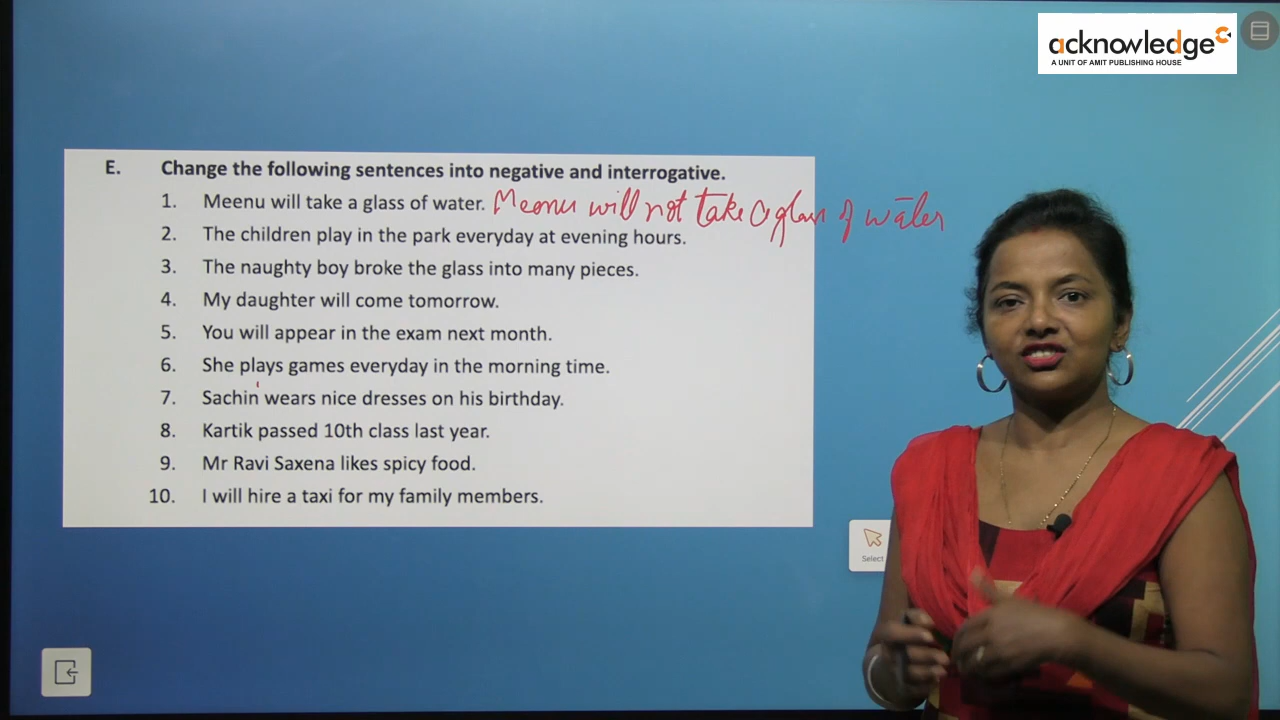 acknowledge
A UNIT OF AMIT PUBLISHING HOUSE
E. Change the following sentences into negative and interrogative.
1. Meenu will take a glass of water. Meenu will not take a glass of water
2. The children play in the park everyday at evening hours.
3. The naughty boy broke the glass into many pieces.
4. My daughter will come tomorrow.
5. You will appear in the exam next month.
6. She plays games everyday in the morning time.
7. Sachin wears nice dresses on his birthday.
8. Kartik passed 10th class last year.
9. Mr Ravi Saxena likes spicy food.
10. I will hire a taxi for my family members.
Select